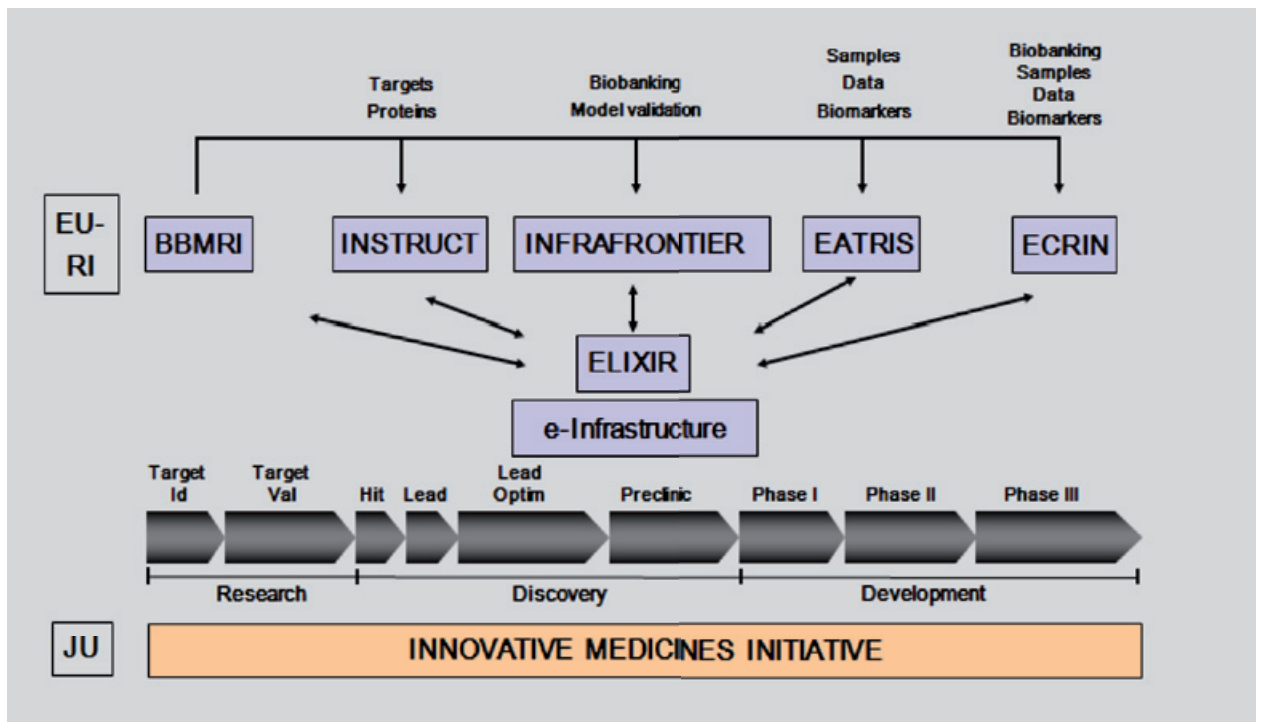 Targets
Proteins
Biobanking
Model validation
Samples
Data
Biomarkers
Biobanking
Samples
Data
Biomarkers
EU-
RI
BBMRI
INSTRUCT
INFRAFRONTIER
EATRIS
ECRIN
ELIXIR
e-Infrastructure
Target
Id
Target
Val
Hit
Lead
Lead
Optim
Preclinic
Phase I
Phase II
Phase III
Research
Discovery
Development
JU
INNOVATIVE MEDICINES INITIATIVE